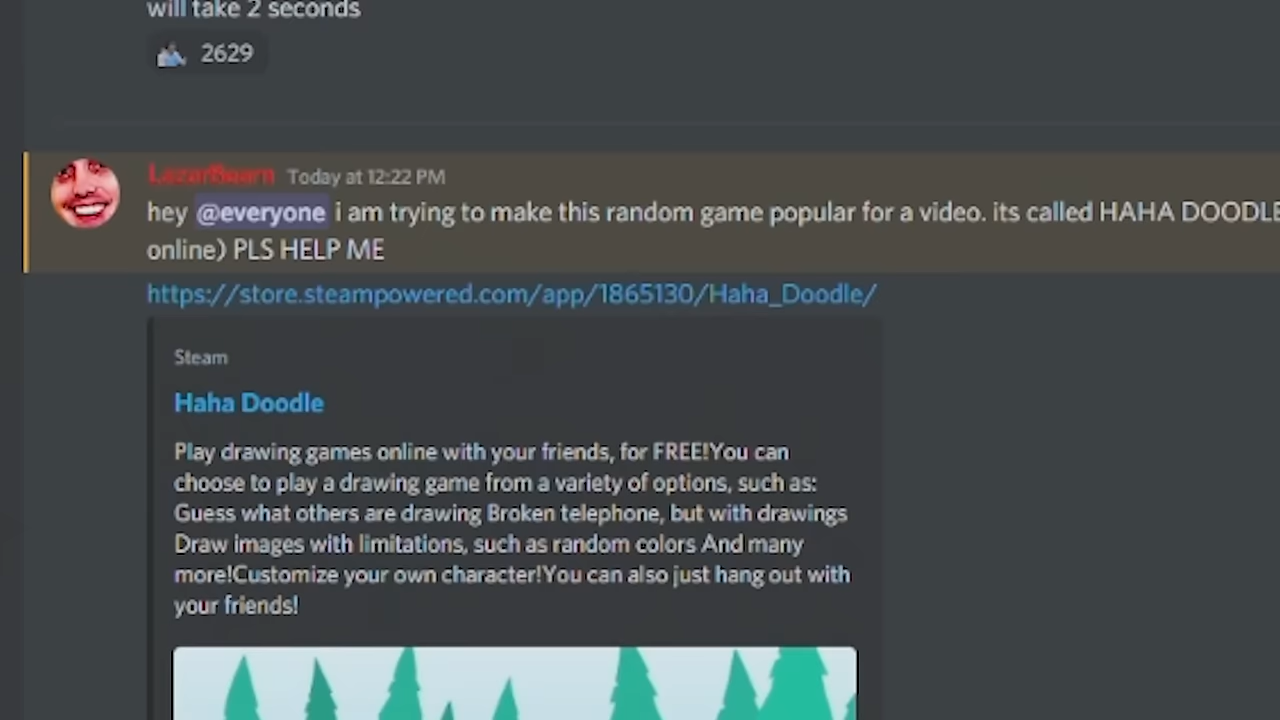 will take 2 seconds
2629
LazarBeam Today at 12:22 PM
hey @everyone i am trying to make this random game popular for a video. its called HAHA DOODLE
online) PLS HELP ME
https://store.steampowered.com/app/1865130/Haha_Doodle/
Steam
Haha Doodle
Play drawing games online with your friends, for FREE!You can
choose to play a drawing game from a variety of options, such as:
Guess what others are drawing Broken telephone, but with drawings
Draw images with limitations, such as random colors And many
more!Customize your own character!You can also just hang out with
your friends!